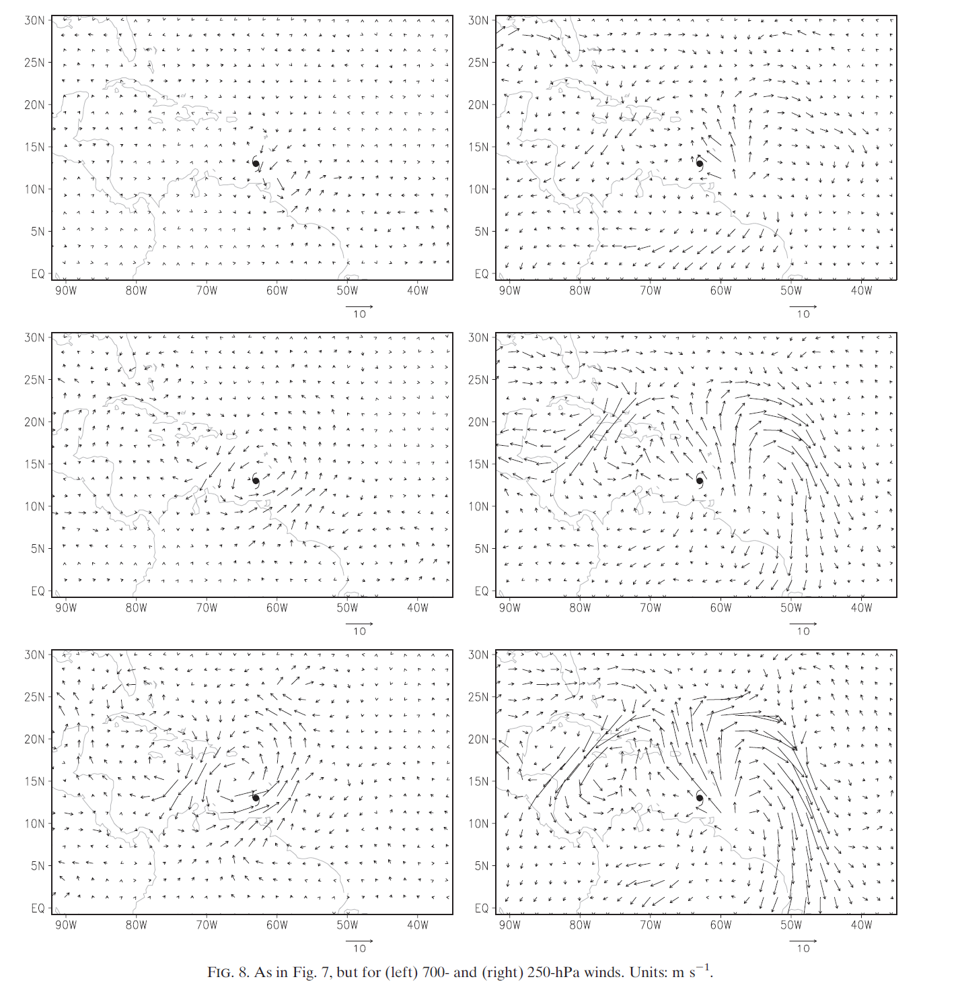 30N 30N
25N 25N
20N 20N
15N 15N
10N 10N
5N 5N
EQ EQ
90W 80W 70W 60W 50W 40W 90W 80W 70W 60W 50W 40W
10 10
30N 30N
25N 25N
20N 20N
15N 15N
10N 10N
5N 5N
EQ EQ
90W 80W 70W 60W 50W 40W 90W 80W 70W 60W 50W 40W
10 10
30N 30N
25N 25N
20N 20N
15N 15N
10N 10N
5N 5N
EQ EQ
90W 80W 70W 60W 50W 40W 90W 80W 70W 60W 50W 40W
10 10
FIG. 8. As in Fig. 7, but for (left) 700- and (right) 250-hPa winds. Units: m s⁻¹.